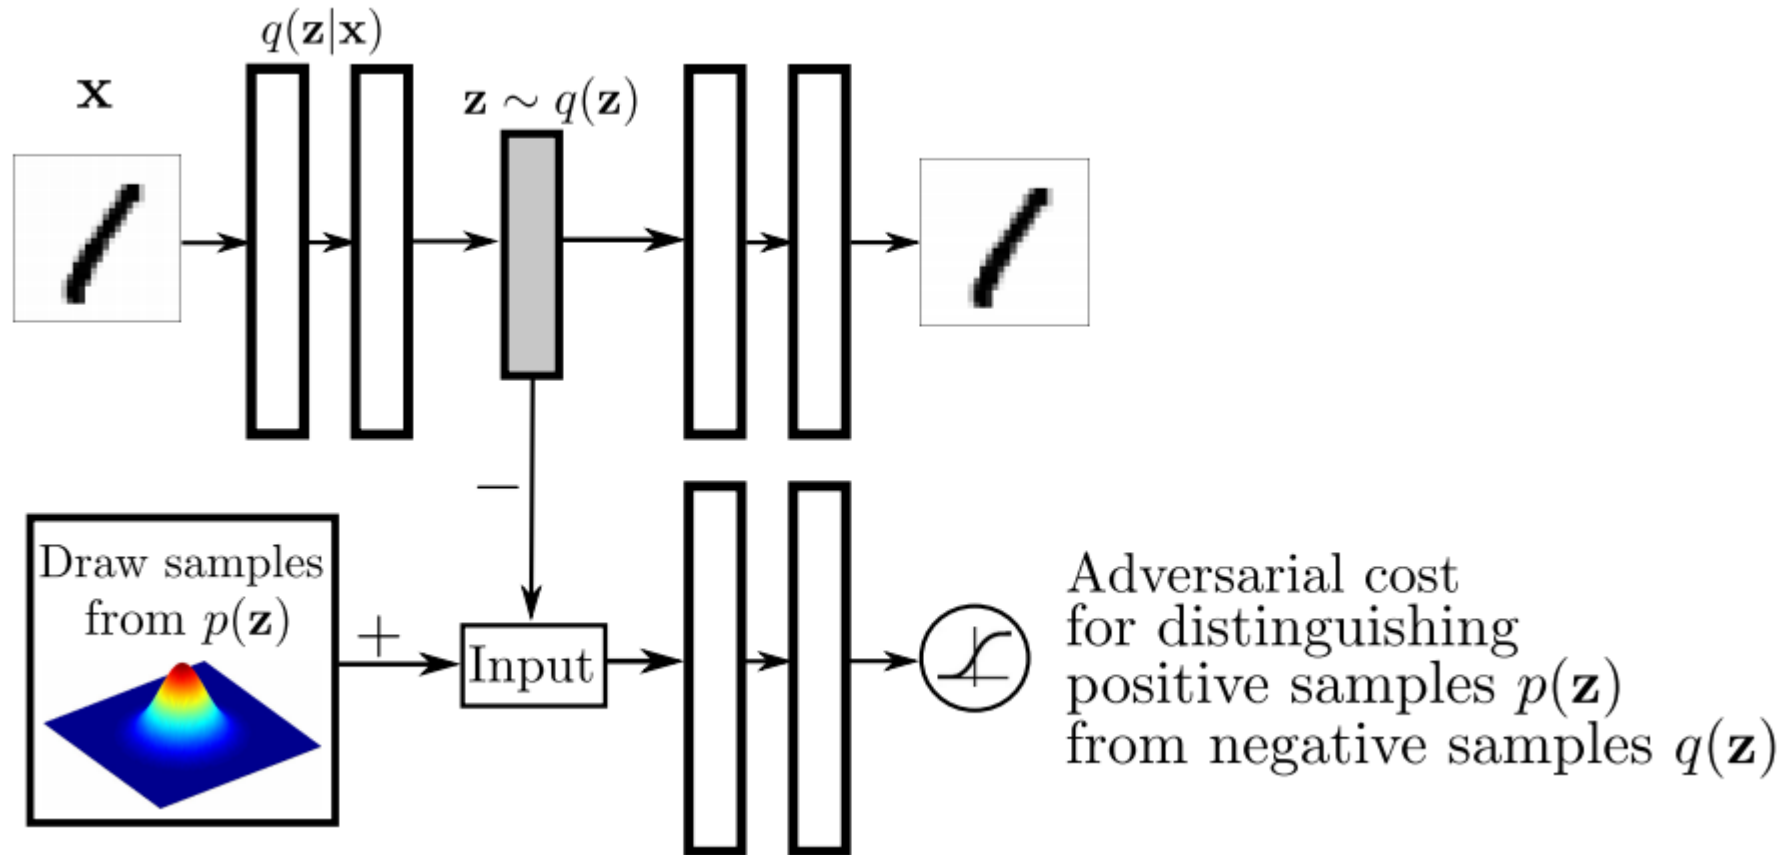 q(z|x)
x
z ∼ q(z)
−
Draw samples
from p(z)
+
Input
Adversarial cost
for distinguishing
positive samples p(z)
from negative samples q(z)